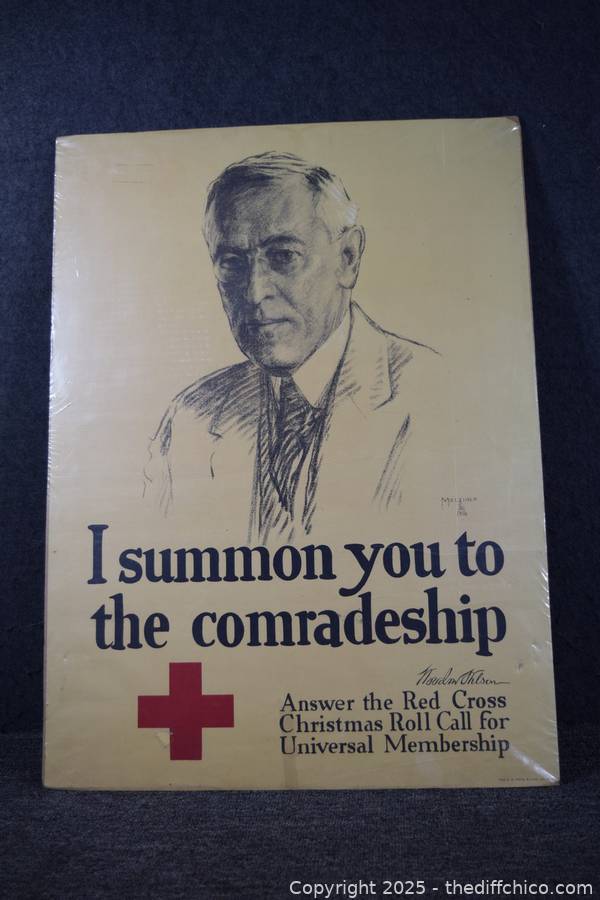 I summon you to
the comradeship
Woodrow Wilson
Answer the Red Cross
Christmas Roll Call for
Universal Membership
Copyright 2025 - thediffchico.com